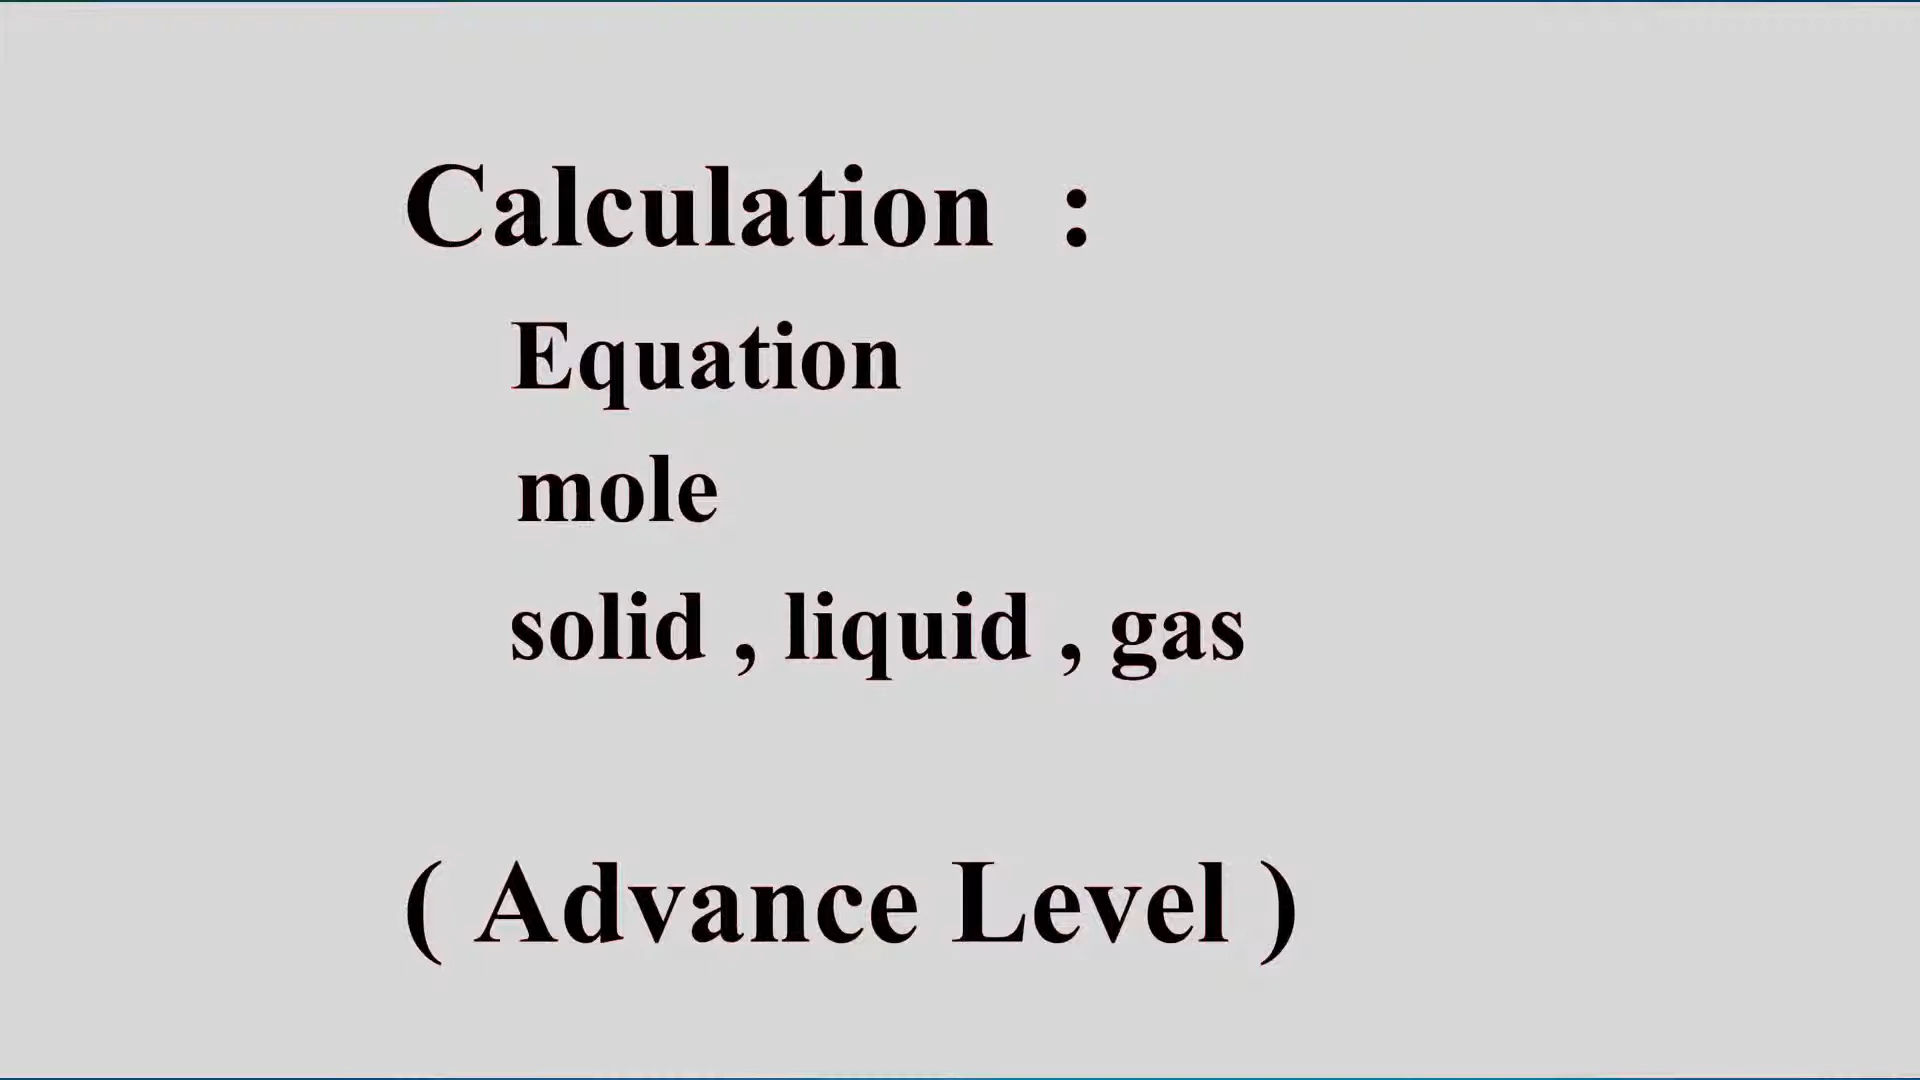 Calculation :
Equation
mole
solid , liquid , gas
( Advance Level )